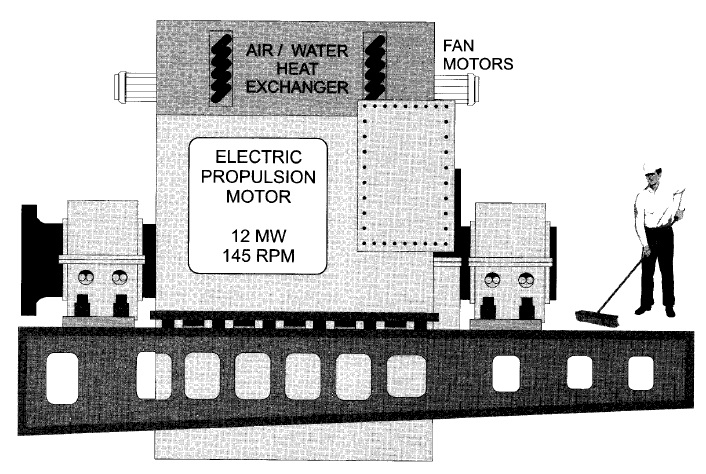 AIR / WATER
HEAT
EXCHANGER
FAN
MOTORS
ELECTRIC
PROPULSION
MOTOR
12 MW
145 RPM